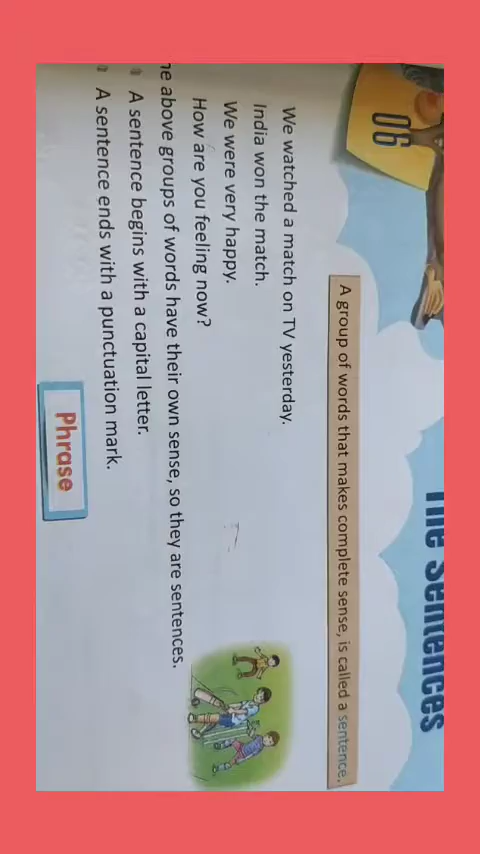 06
The Sentences
A group of words that makes complete sense, is called a sentence.
We watched a match on TV yesterday.
India won the match.
We were very happy.
How are you feeling now?
he above groups of words have their own sense, so they are sentences.
A sentence begins with a capital letter.
A sentence ends with a punctuation mark.
Phrase